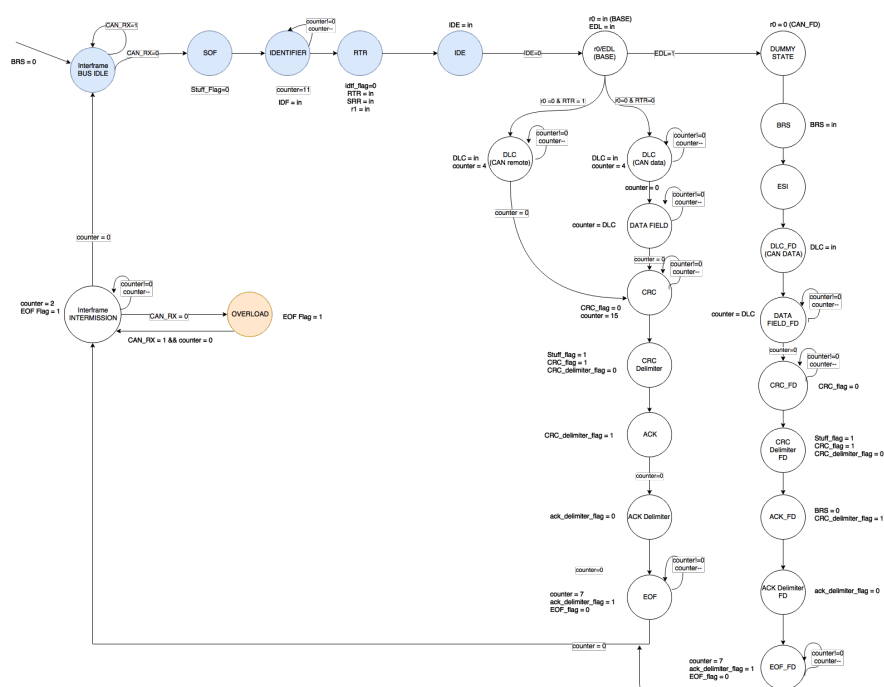 CAN_RX=1
BRS = 0
Interframe
BUS IDLE
CAN_RX=0
SOF
Stuff_Flag=0
counter!=0
counter--
IDENTIFIER
counter=11
IDF = in
RTR
idtf_flag=0
RTR = in
SRR = in
r1 = in
IDE = in
IDE
IDE=0
r0 = in (BASE)
EDL = in
r0/EDL
(BASE)
EDL=1
r0 = 0 (CAN_FD)
DUMMY
STATE
r0 =0 & RTR = 1
r0=0 & RTR=0
BRS
BRS = in
counter!=0
counter--
DLC
(CAN remote)
DLC = in
counter = 4
counter!=0
counter--
DLC
(CAN data)
DLC = in
counter = 4
counter = 0
ESI
counter = 0
counter!=0
counter--
DATA FIELD
counter = DLC
DLC_FD
(CAN DATA)
DLC = in
counter = 0
counter = 0
counter!=0
counter--
CRC
CRC_flag = 0
counter = 15
counter!=0
counter--
DATA
FIELD_FD
counter = DLC
counter = 2
EOF Flag = 1
counter!=0
counter--
Interframe
INTERMISSION
CAN_RX = 0
OVERLOAD
EOF Flag = 1
CAN_RX = 1 && counter = 0
counter=0
counter!=0
counter--
Stuff_flag = 1
CRC_flag = 1
CRC_delimiter_flag = 0
CRC
Delimiter
CRC_FD
CRC_flag = 0
CRC_delimiter_flag = 1
ACK
CRC
Delimiter
FD
Stuff_flag = 1
CRC_flag = 1
CRC_delimiter_flag = 0
counter=0
ack_delimiter_flag = 0
ACK Delimiter
ACK_FD
BRS = 0
CRC_delimiter_flag = 1
counter=0
counter!=0
counter--
counter = 7
ack_delimiter_flag = 1
EOF_flag = 0
EOF
ACK Delimiter
FD
ack_delimiter_flag = 0
counter = 0
counter = 7
ack_delimiter_flag = 1
EOF_flag = 0
EOF_FD
counter!=0
counter--